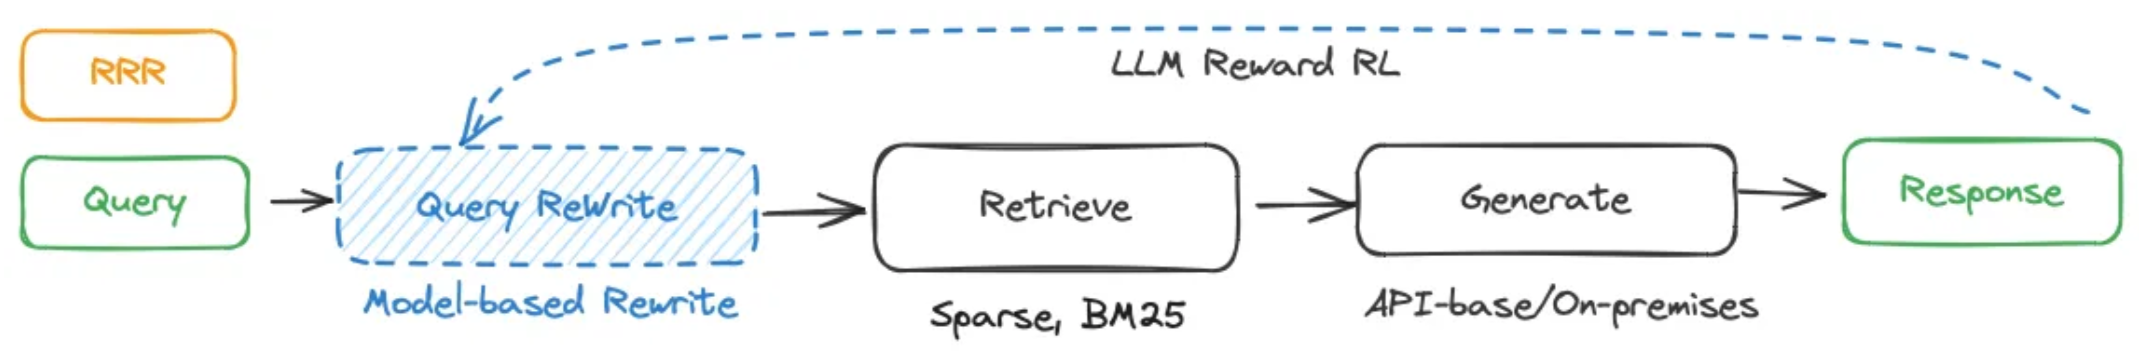 RRR
LLM Reward RL
Query
Query ReWrite
Retrieve
Generate
Response
Model-based Rewrite
Sparse, BM25
API-base/On-premises